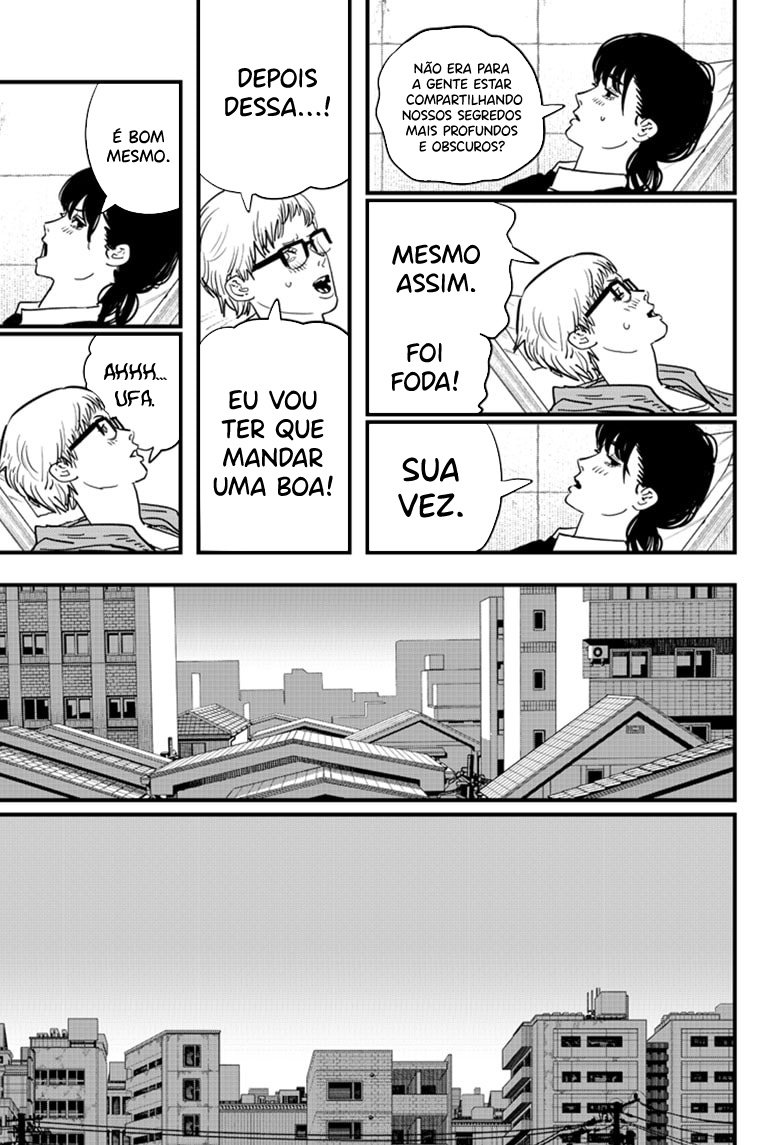 NÃO ERA PARA
A GENTE ESTAR
COMPARTILHANDO
NOSSOS SEGREDOS
MAIS PROFUNDOS
E OBSCUROS?
MESMO
ASSIM.
FOI
FODA!
SUA
VEZ.
DEPOIS
DESSA...!
EU VOU
TER QUE
MANDAR
UMA BOA!
É BOM
MESMO.
AHHH...
UFA.